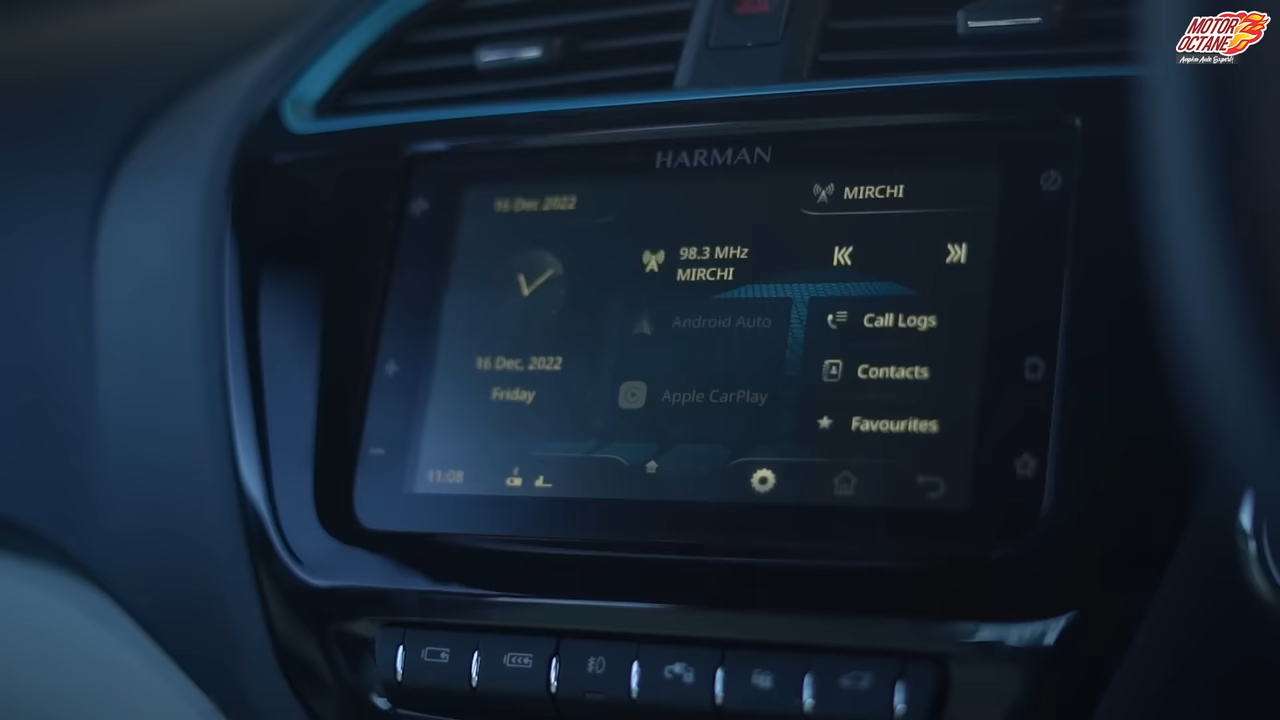 MOTOR
OCTANE
HARMAN
16 Dec 2022
MIRCHI
98.3 MHz
MIRCHI
Android Auto
Call Logs
16 Dec, 2022
Contacts
Friday
Apple CarPlay
Favourites
11:08